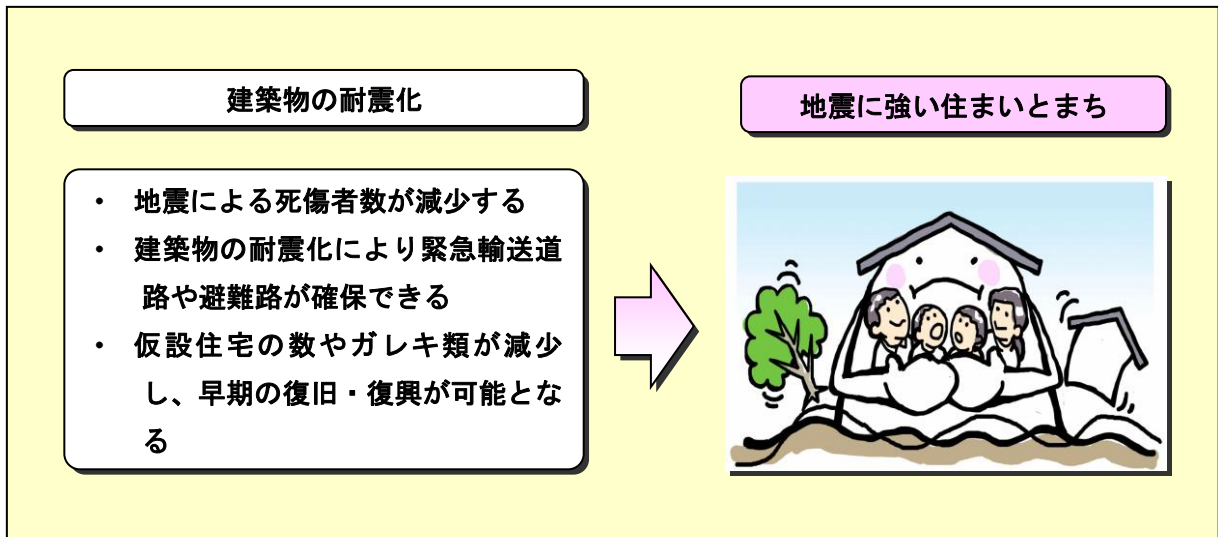 建築物の耐震化
地震に強い住まいとまち
・ 地震による死傷者数が減少する
・ 建築物の耐震化により緊急輸送道
路や避難路が確保できる
・ 仮設住宅の数やガレキ類が減少
し、早期の復旧・復興が可能とな
る